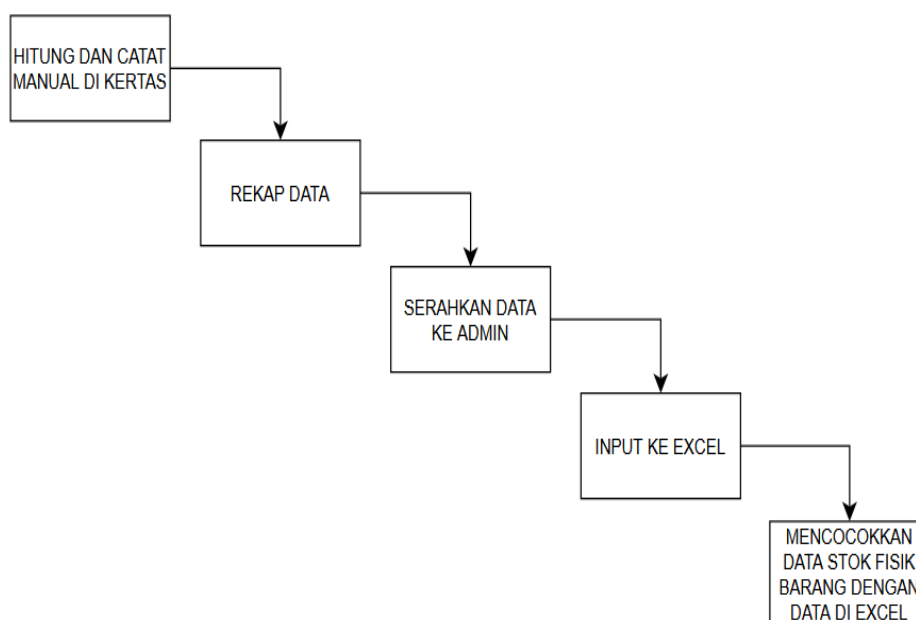 HITUNG DAN CATAT
MANUAL DI KERTAS
REKAP DATA
SERAHKAN DATA
KE ADMIN
INPUT KE EXCEL
MENCOCOKKAN
DATA STOK FISIK
BARANG DENGAN
DATA DI EXCEL